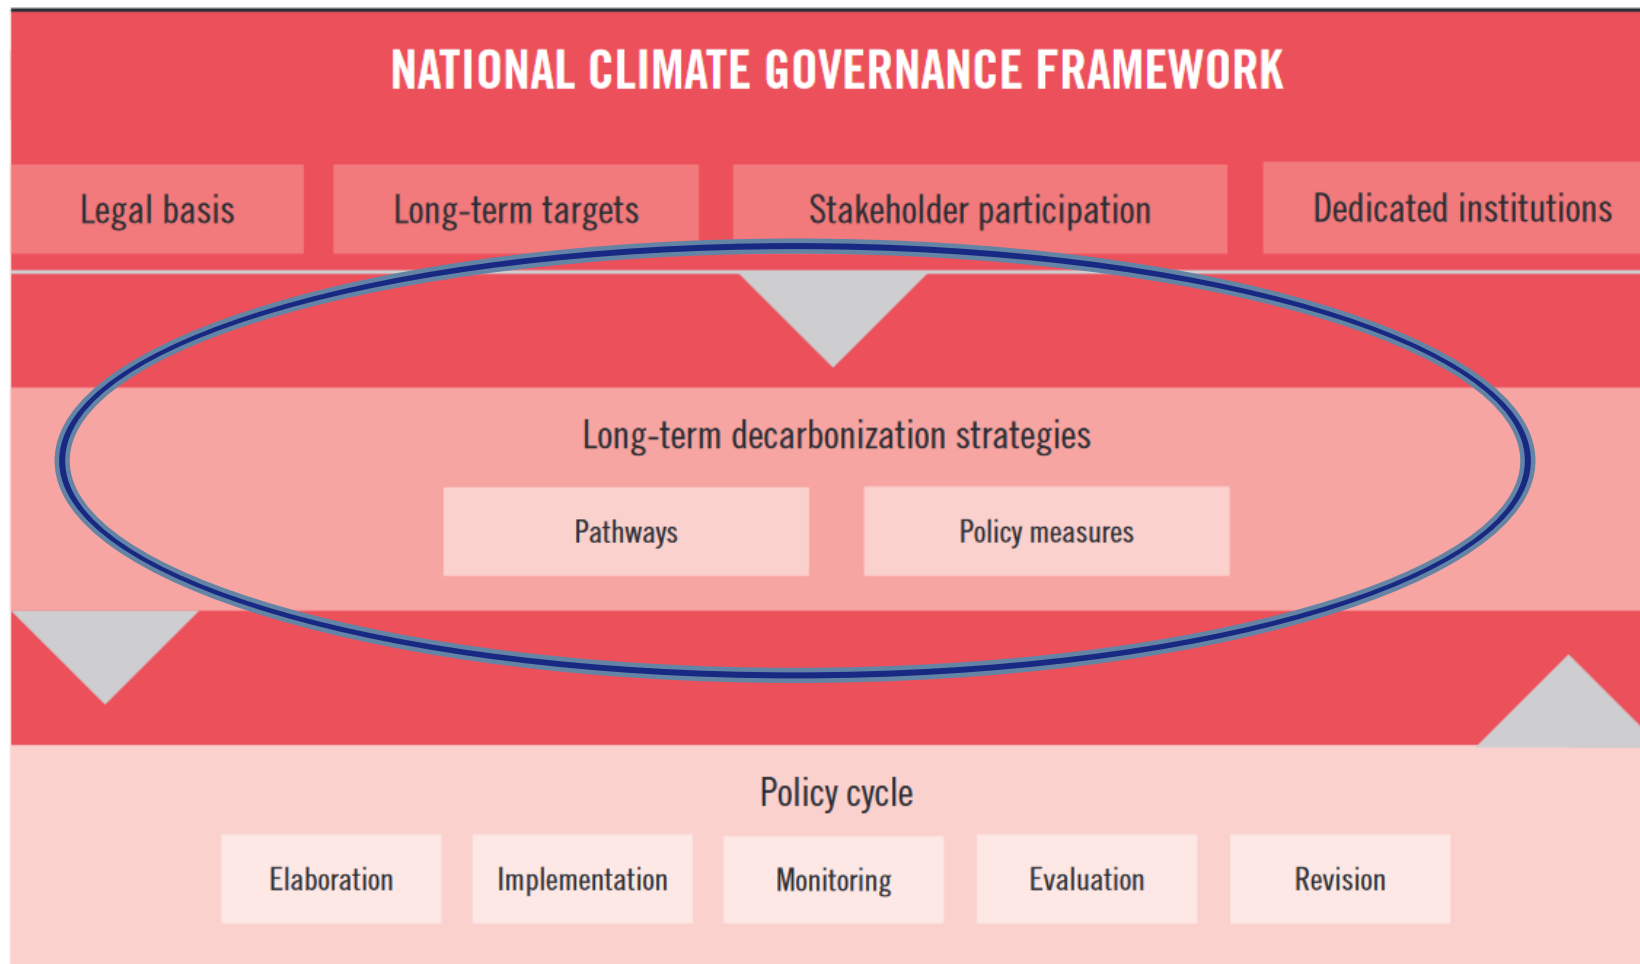 NATIONAL CLIMATE GOVERNANCE FRAMEWORK
Legal basis
Long-term targets
Stakeholder participation
Dedicated institutions
Long-term decarbonization strategies
Pathways
Policy measures
Policy cycle
Elaboration
Implementation
Monitoring
Evaluation
Revision